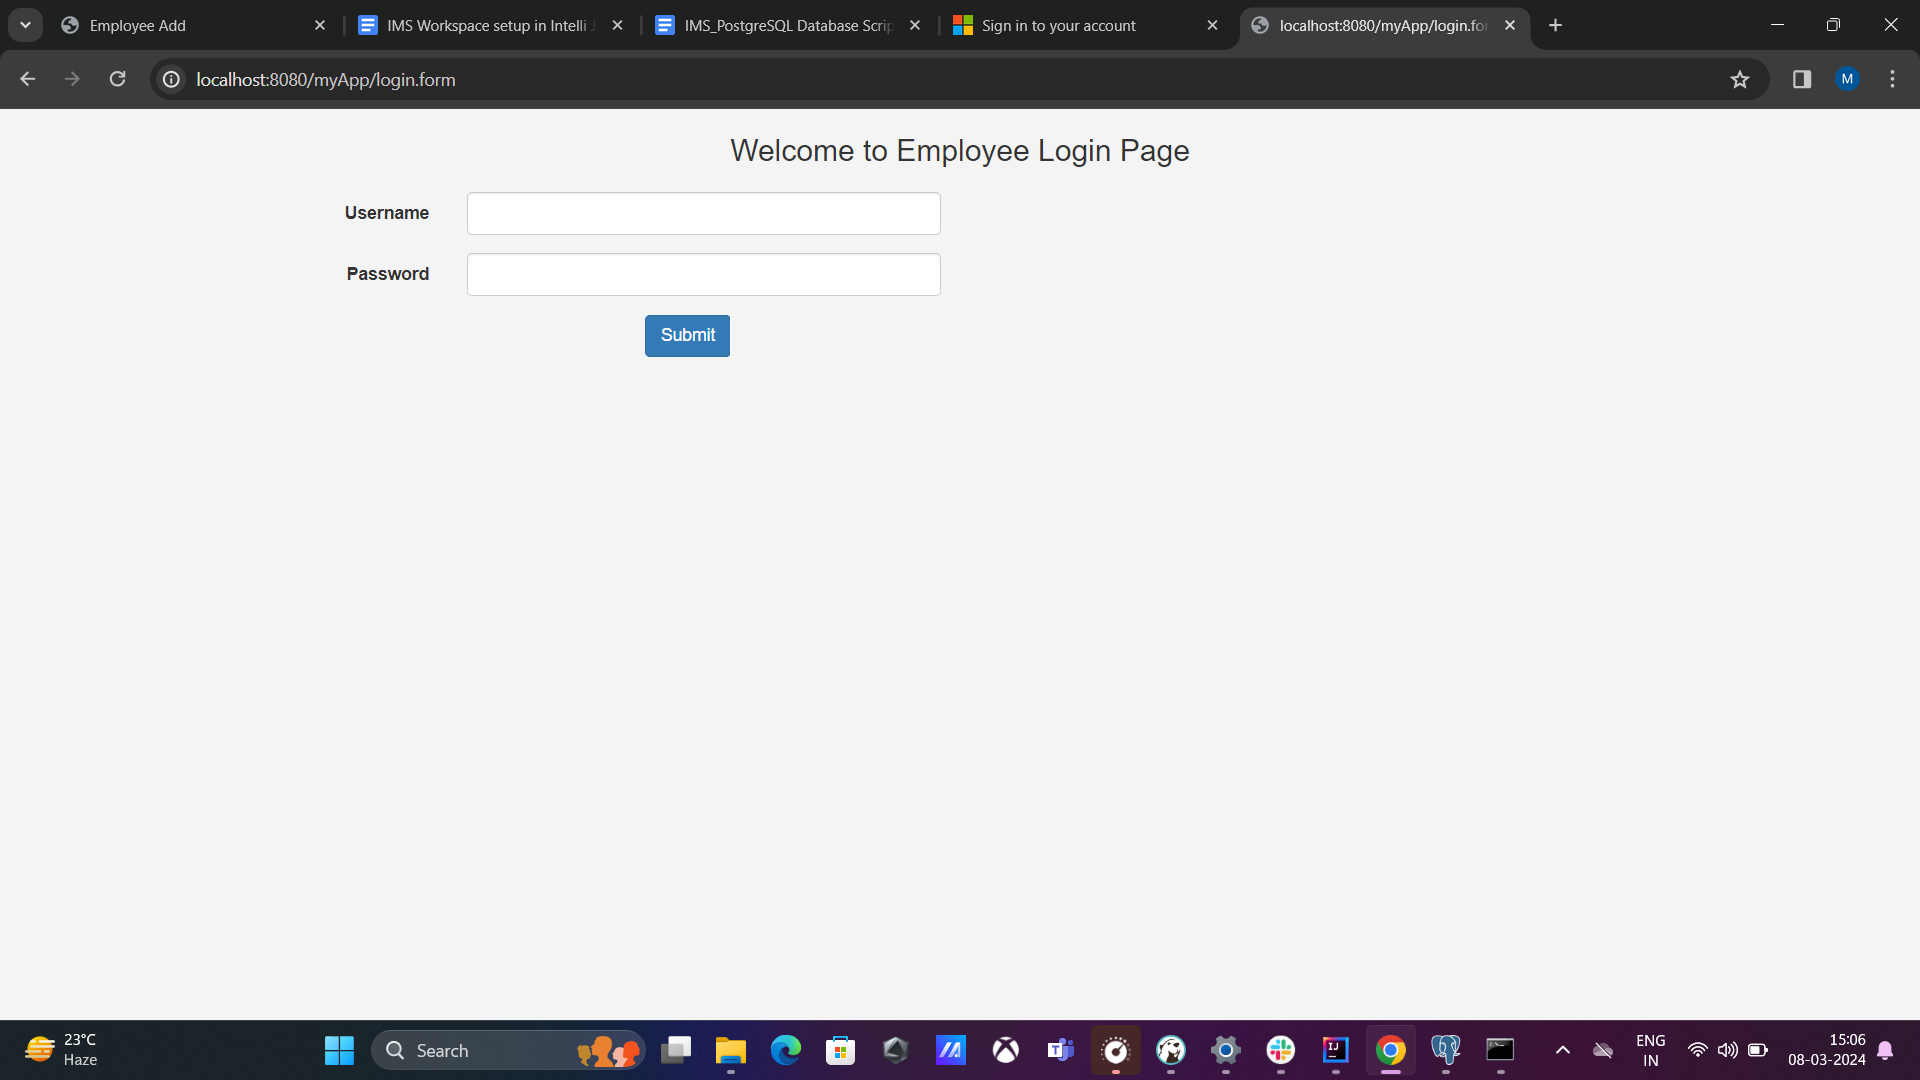 Employee Add
IMS Workspace setup in Intelli J
IMS_PostgreSQL Database Scrip
Sign in to your account
localhost:8080/myApp/login.for
localhost:8080/myApp/login.form
M
Welcome to Employee Login Page
Username
Password
Submit
23°C
Haze
Search
ENG
IN
15:06
08-03-2024